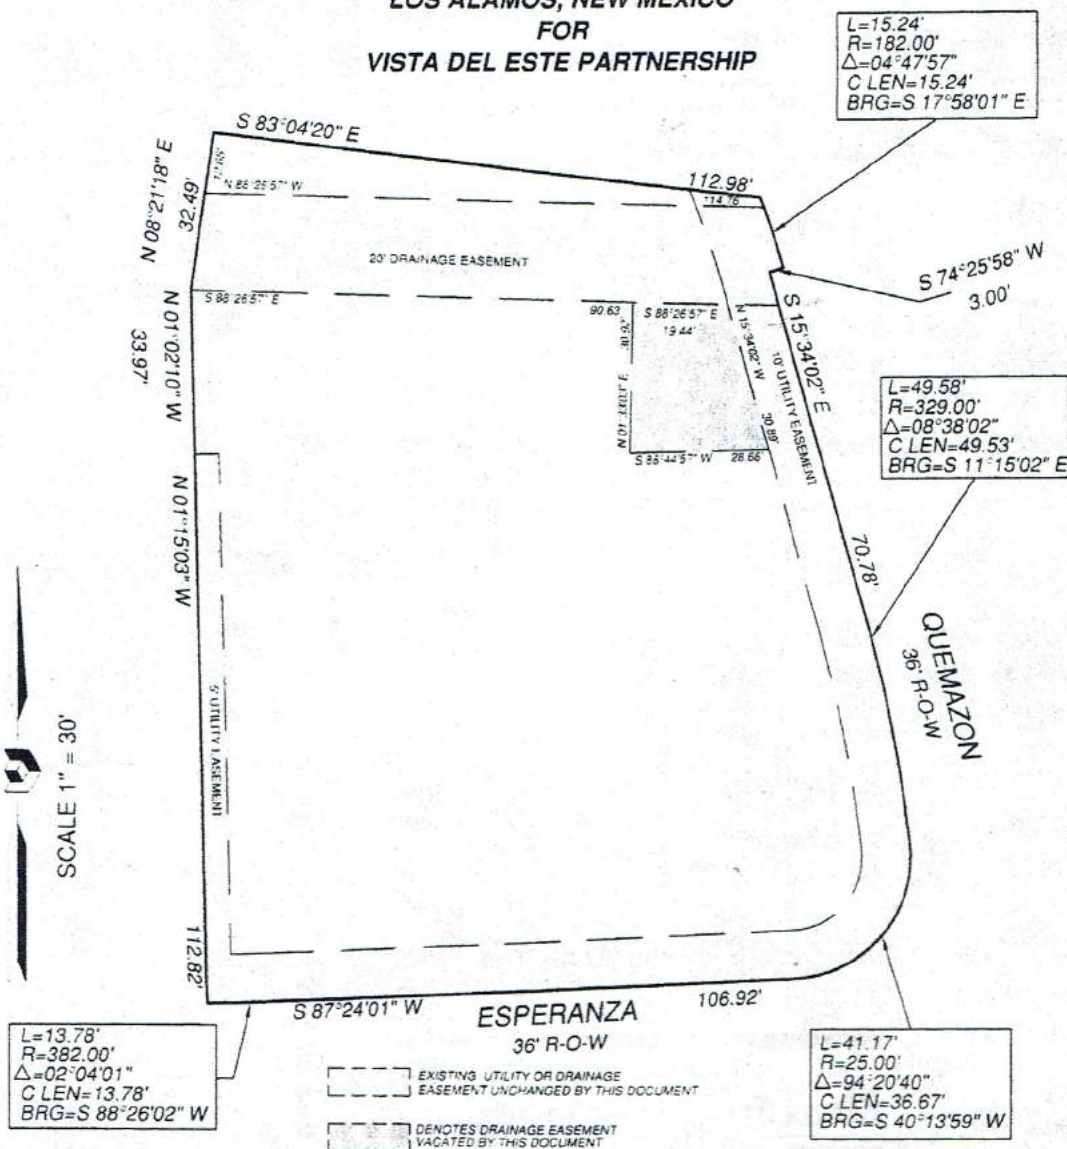 LOS ALAMOS, NEW MEXICO
FOR
VISTA DEL ESTE PARTNERSHIP
L=15.24'
R=182.00'
Δ=04°47'57"
C LEN=15.24'
BRG=S 17°58'01" E
S 83°04'20" E
112.98'
N 88°26'57" W
114.76
N 08°21'18" E
32.49'
20' DRAINAGE EASEMENT
S 74°25'58" W
3.00'
S 88°26'57" E
90.63
S 88°26'57" E
19.44'
N 15°34'02" W
30.89'
S 15°34'02" E
10' UTILITY EASEMENT
N 01°02'10" W
33.97'
S 88°44'57" W
28.66'
L=49.58'
R=329.00'
Δ=08°38'02"
C LEN=49.53'
BRG=S 11°15'02" E
N 01°15'03" W
70.78'
QUEMAZON
36' R-O-W
5' UTILITY EASEMENT
SCALE 1" = 30'
112.82'
S 87°24'01" W
106.92'
ESPERANZA
36' R-O-W
L=13.78'
R=382.00'
Δ=02°04'01"
C LEN=13.78'
BRG=S 88°26'02" W
L=41.17'
R=25.00'
Δ=94°20'40"
C LEN=36.67'
BRG=S 40°13'59" W
EXISTING UTILITY OR DRAINAGE
EASEMENT UNCHANGED BY THIS DOCUMENT
DENOTES DRAINAGE EASEMENT
VACATED BY THIS DOCUMENT